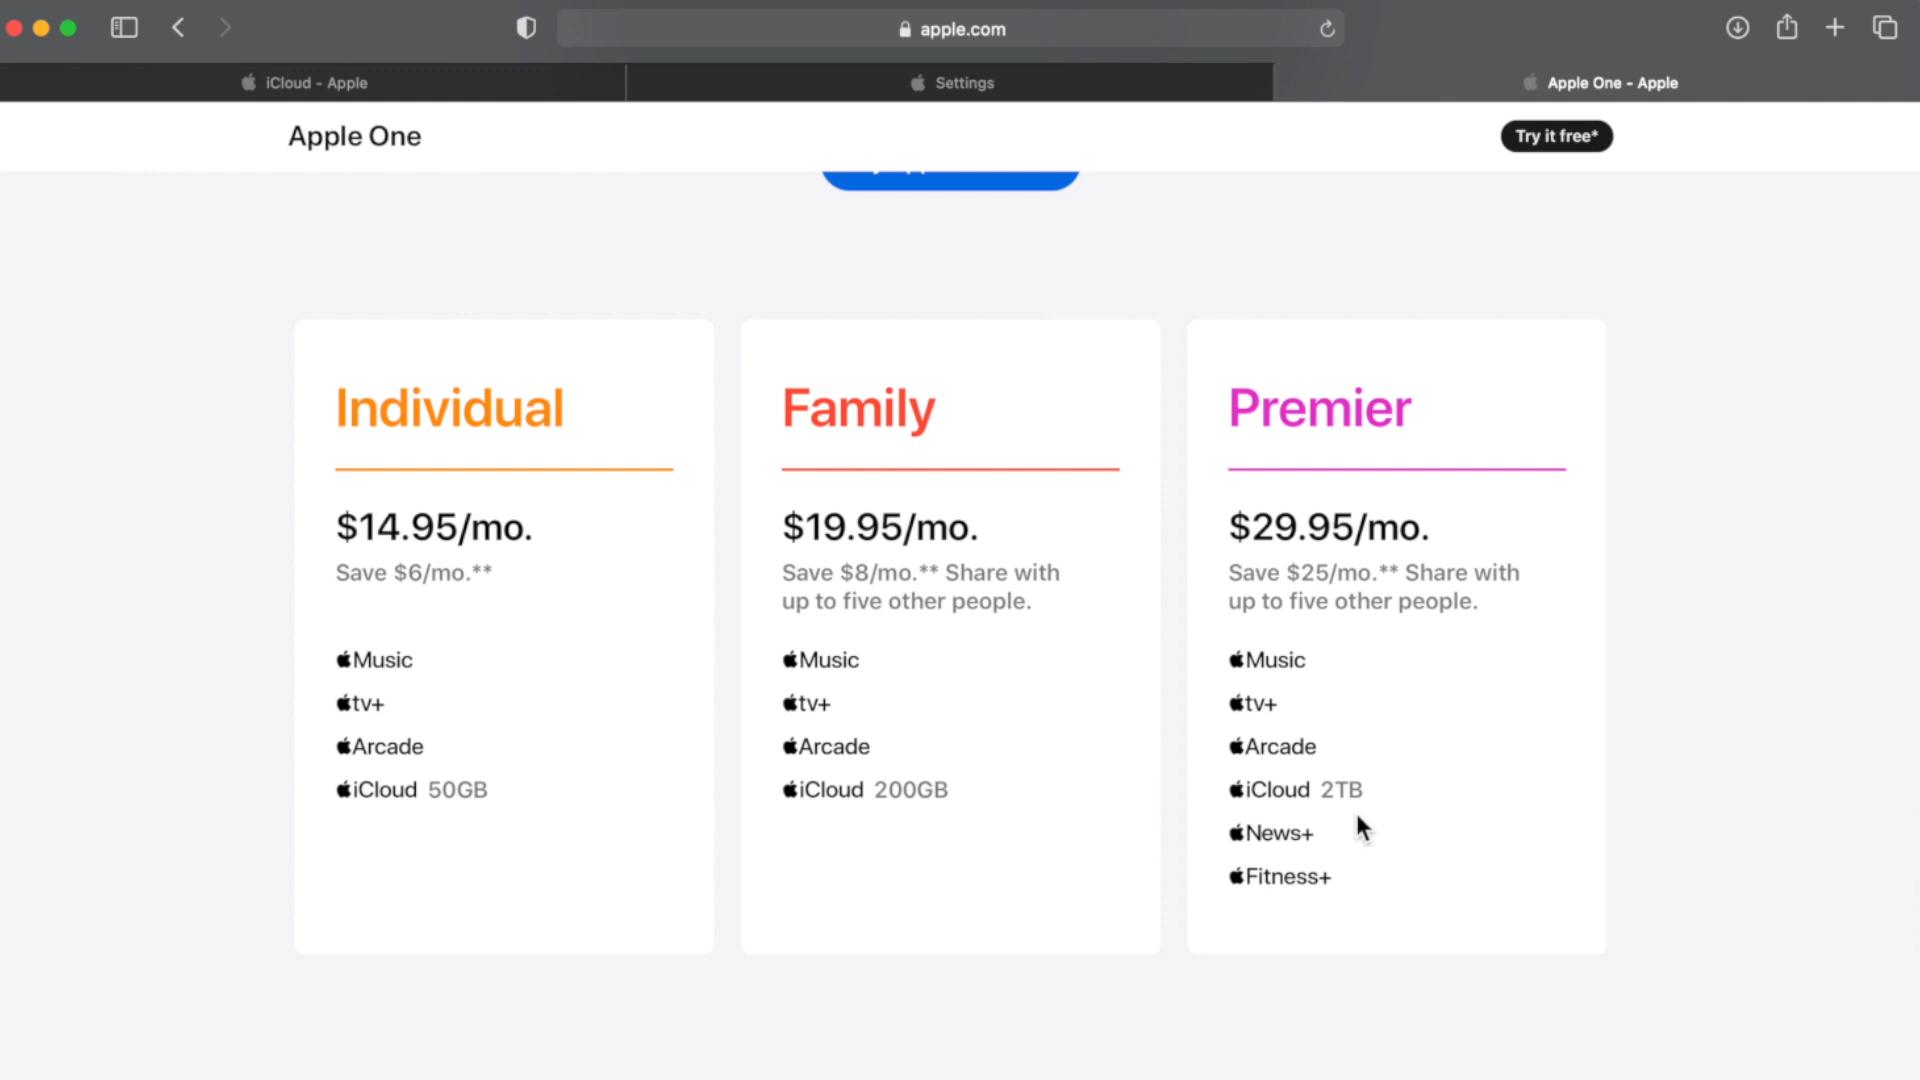 apple.com
iCloud - Apple
Settings
Apple One - Apple
Apple One
Try it free*
Individual
$14.95/mo.
Save $6/mo.**
Music
tv+
Arcade
iCloud 50GB
Family
$19.95/mo.
Save $8/mo.** Share with
up to five other people.
Music
tv+
Arcade
iCloud 200GB
Premier
$29.95/mo.
Save $25/mo.** Share with
up to five other people.
Music
tv+
Arcade
iCloud 2TB
News+
Fitness+